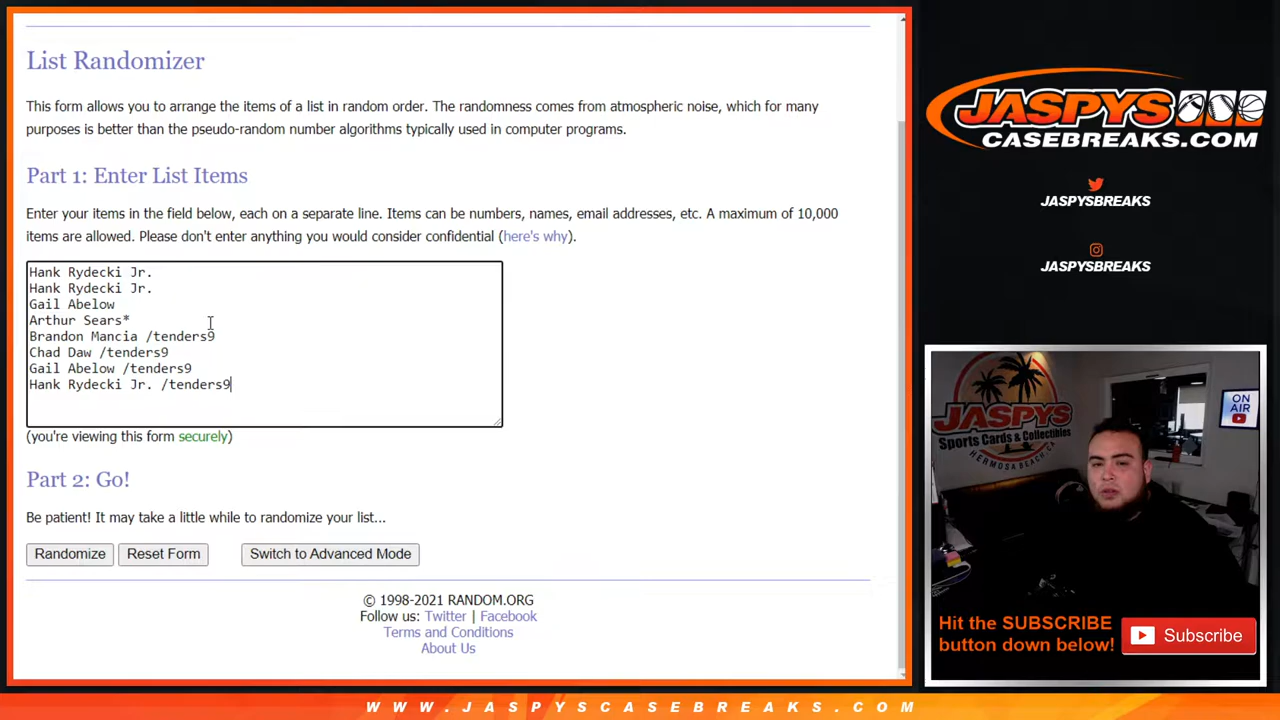 List Randomizer
This form allows you to arrange the items of a list in random order. The randomness comes from atmospheric noise, which for many
purposes is better than the pseudo-random number algorithms typically used in computer programs.
Part 1: Enter List Items
Enter your items in the field below, each on a separate line. Items can be numbers, names, email addresses, etc. A maximum of 10,000
items are allowed. Please don't enter anything you would consider confidential (here's why).
Hank Rydecki Jr.
Hank Rydecki Jr.
Gail Abelow
Arthur Sears*
Brandon Mancia /tenders9
Chad Daw /tenders9
Gail Abelow /tenders9
Hank Rydecki Jr. /tenders9
(you're viewing this form securely)
Part 2: Go!
Be patient! It may take a little while to randomize your list...
Randomize Reset Form Switch to Advanced Mode
© 1998-2021 RANDOM.ORG
Follow us: Twitter | Facebook
Terms and Conditions
About Us
JASPYS
CASEBREAKS.COM
JASPYSBREAKS
JASPYSBREAKS
JASPYS
Sports Cards & Collectibles
HERMOSA BEACH, CA
ON
AIR
Hit the SUBSCRIBE
button down below!
Subscribe
WWW.JASPYSCASEBREAKS.COM